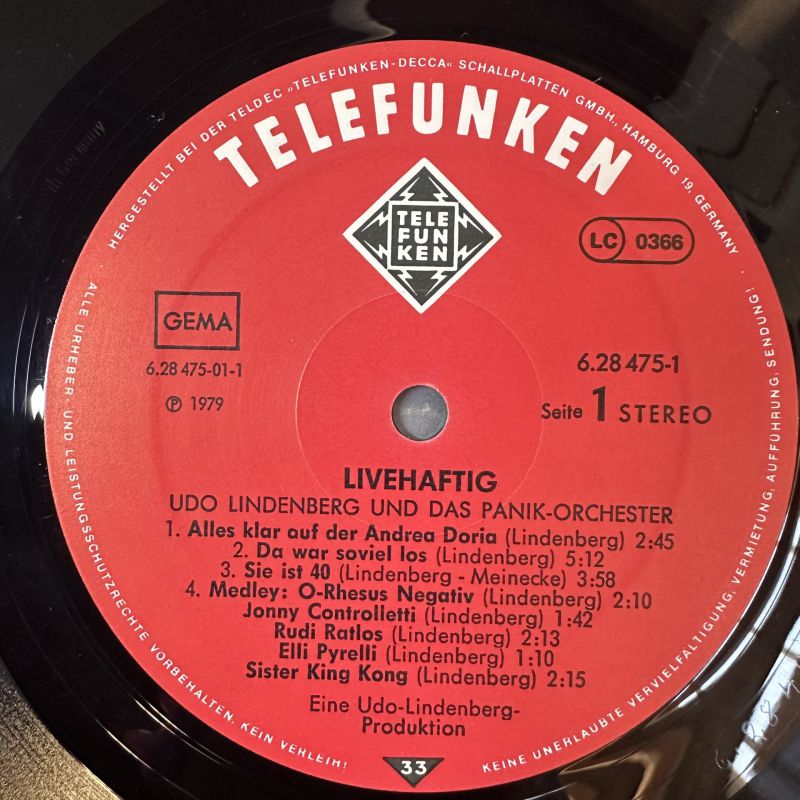 HERGESTELLT BEI DER TELDEC „TELEFUNKEN-DECCA“ SCHALLPLATTEN GMBH., HAMBURG 19, GERMANY
TELEFUNKEN
TELE
FUN
KEN
LC 0366
GEMA
6.28 475-01-1
Ⓟ 1979
6.28 475-1
Seite 1 STEREO
LIVEHAFTIG
UDO LINDENBERG UND DAS PANIK-ORCHESTER
1. Alles klar auf der Andrea Doria (Lindenberg) 2:45
2. Da war soviel los (Lindenberg) 5:12
3. Sie ist 40 (Lindenberg - Meinecke) 3:58
4. Medley: O-Rhesus Negativ (Lindenberg) 2:10
Jonny Controlletti (Lindenberg) 1:42
Rudi Ratlos (Lindenberg) 2:13
Elli Pyrelli (Lindenberg) 1:10
Sister King Kong (Lindenberg) 2:15
Eine Udo-Lindenberg-
Produktion
33
ALLE URHEBER- UND LEISTUNGSSCHUTZRECHTE VORBEHALTEN. KEIN VERLEIH!
KEINE UNERLAUBTE VERVIELFÄLTIGUNG, VERMIETUNG, AUFFÜHRUNG, SENDUNG!